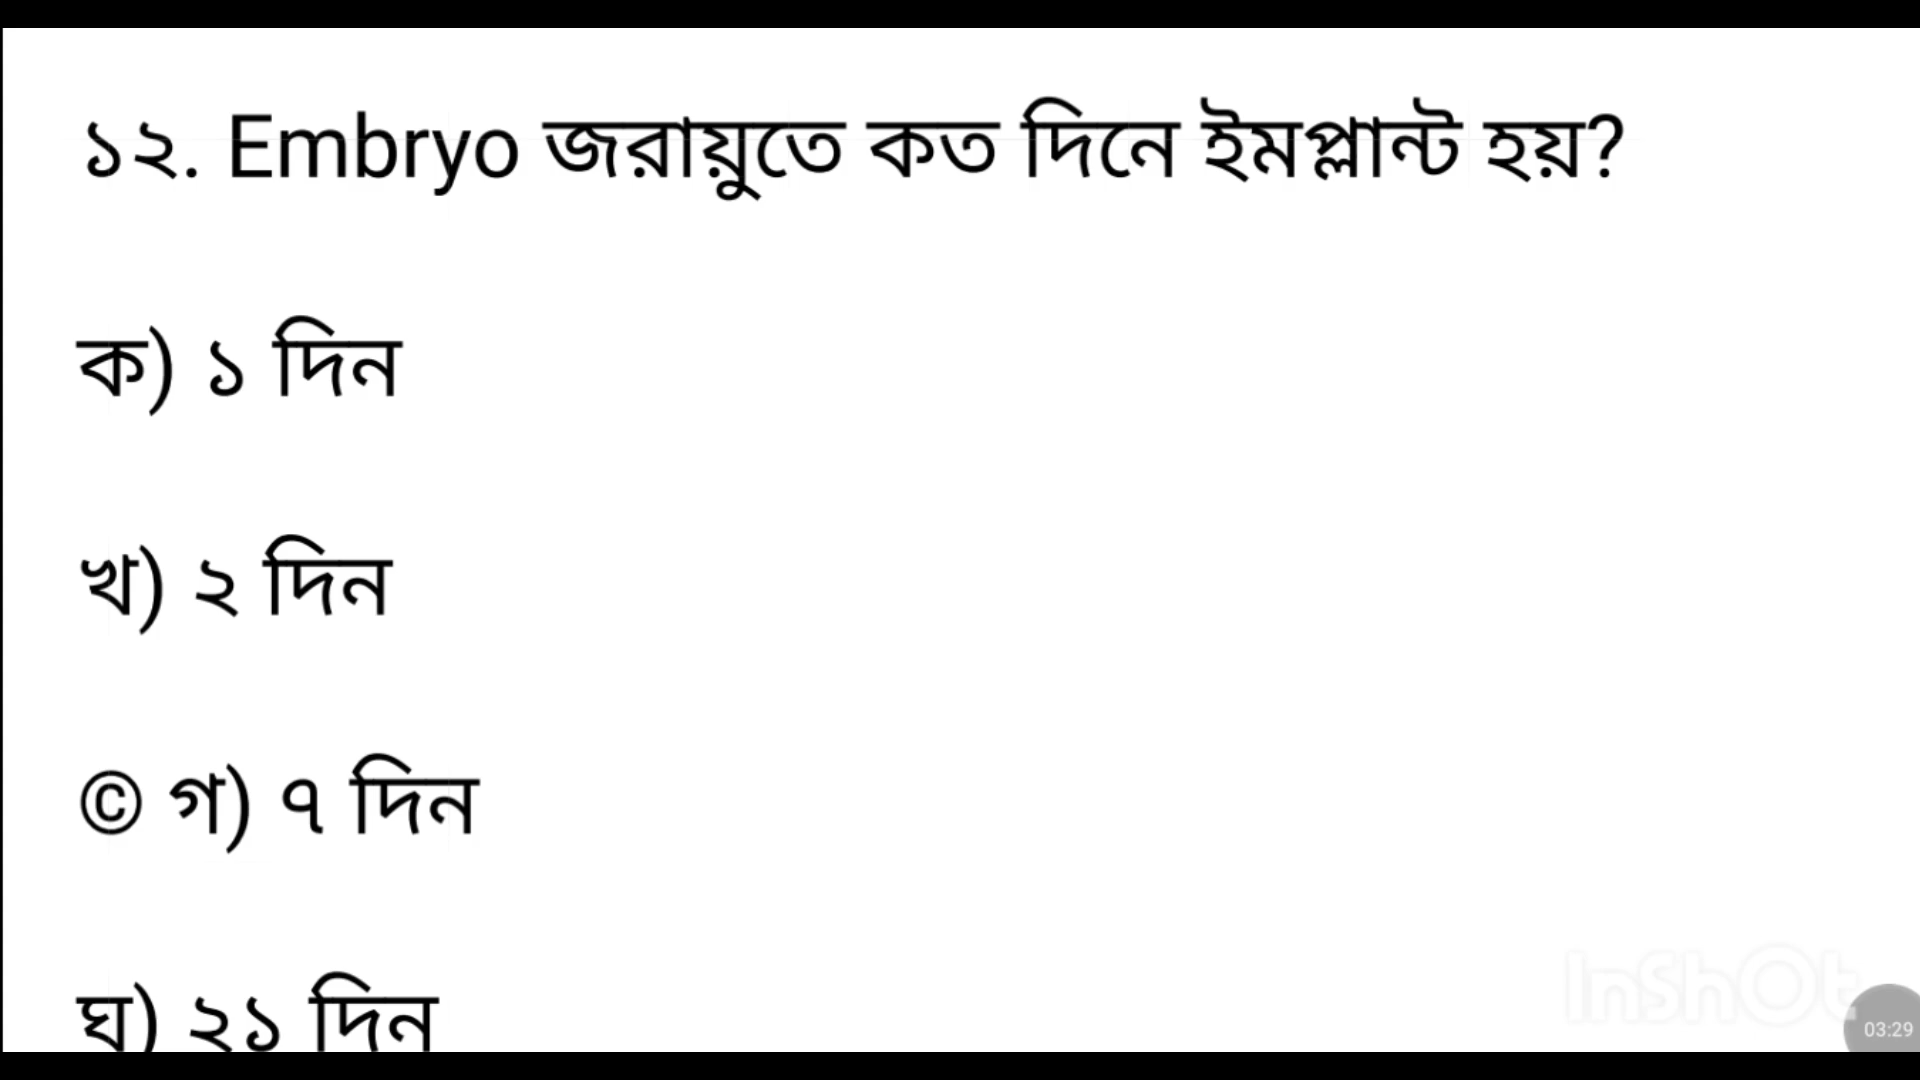 ১২. Embryo জরায়ুতে কত দিনে ইমপ্লান্ট হয়?
ক) ১ দিন
খ) ২ দিন
© গ) ৭ দিন
ঘ) ২১ দিন
InShOt
03:29